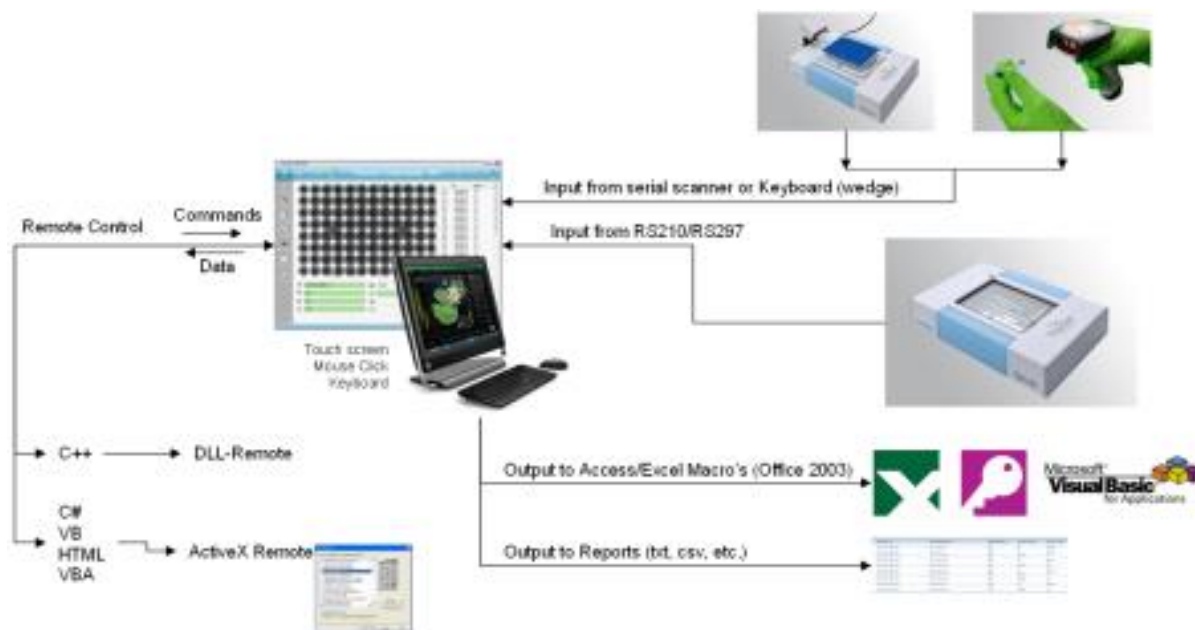 Input from serial scanner or Keyboard (wedge)
Commands
Remote Control
Input from RS210/RS297
Data
Touch screen
Mouse Click
Keyboard
C++
DLL-Remote
Output to Access/Excel Macro's (Office 2003)
Microsoft
Visual Basic
for Applications
C#
VB
HTML
VBA
ActiveX Remote
Output to Reports (txt, csv, etc.)